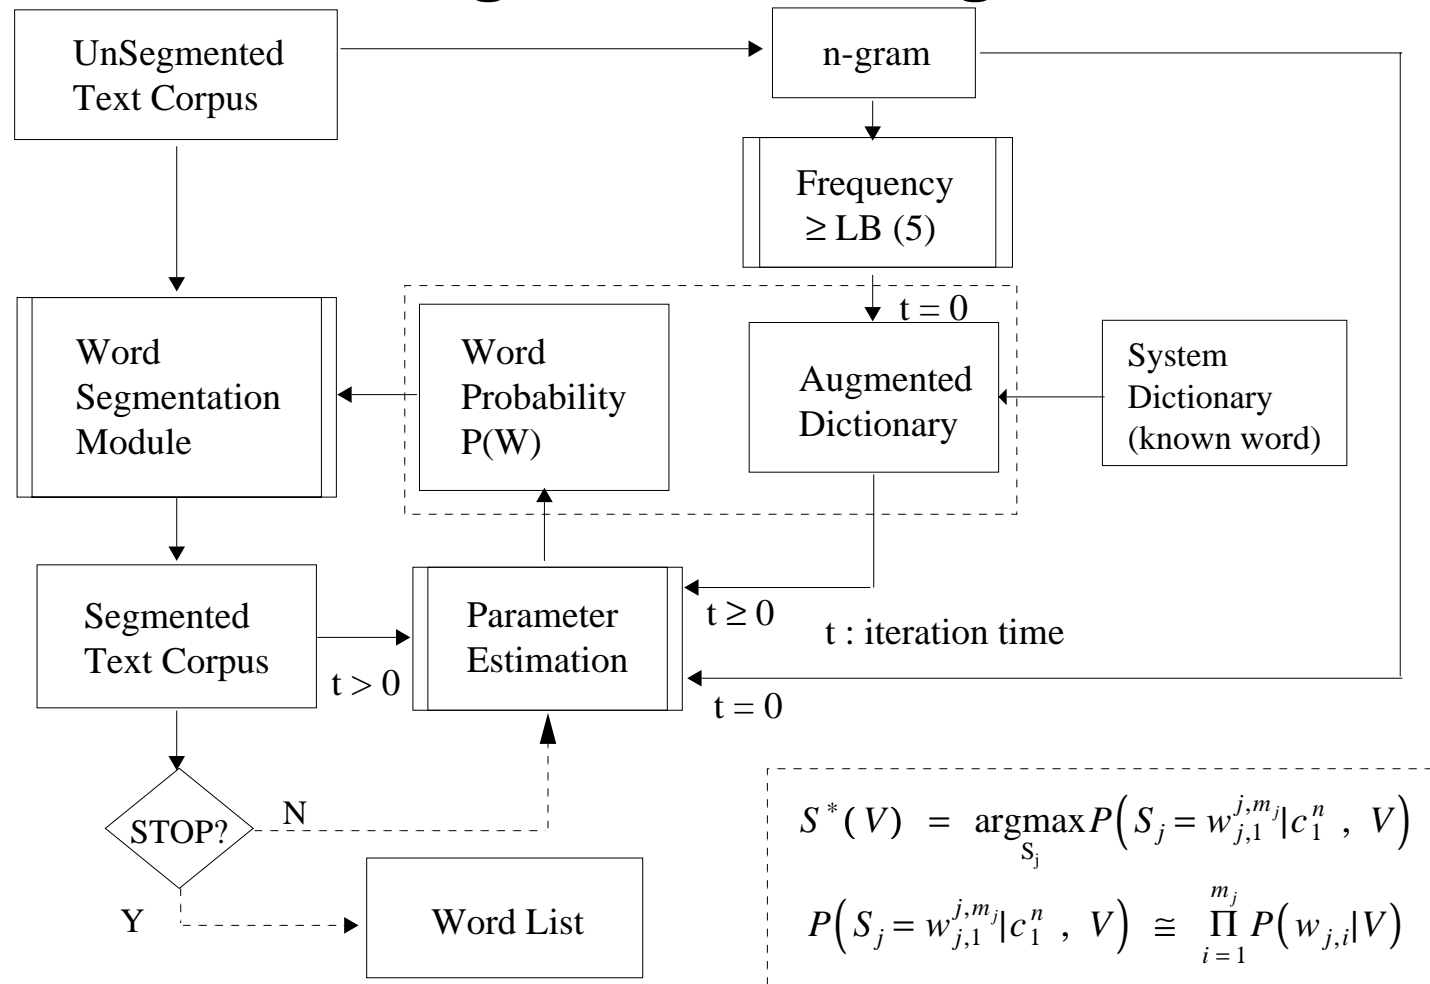 UnSegmented
Text Corpus
n-gram
Frequency
≥ LB (5)
t = 0
Word
Segmentation
Module
Word
Probability
P(W)
Augmented
Dictionary
System
Dictionary
(known word)
Segmented
Text Corpus
t > 0
Parameter
Estimation
t ≥ 0
t : iteration time
t = 0
STOP?
N
Y
Word List
S^*(V) = argmax_{S_j} P(S_j = w_{j,1}^{j,m_j}|c_1^n , V)
P(S_j = w_{j,1}^{j,m_j}|c_1^n , V) ≅ Π_{i = 1}^{m_j} P(w_{j,i}|V)